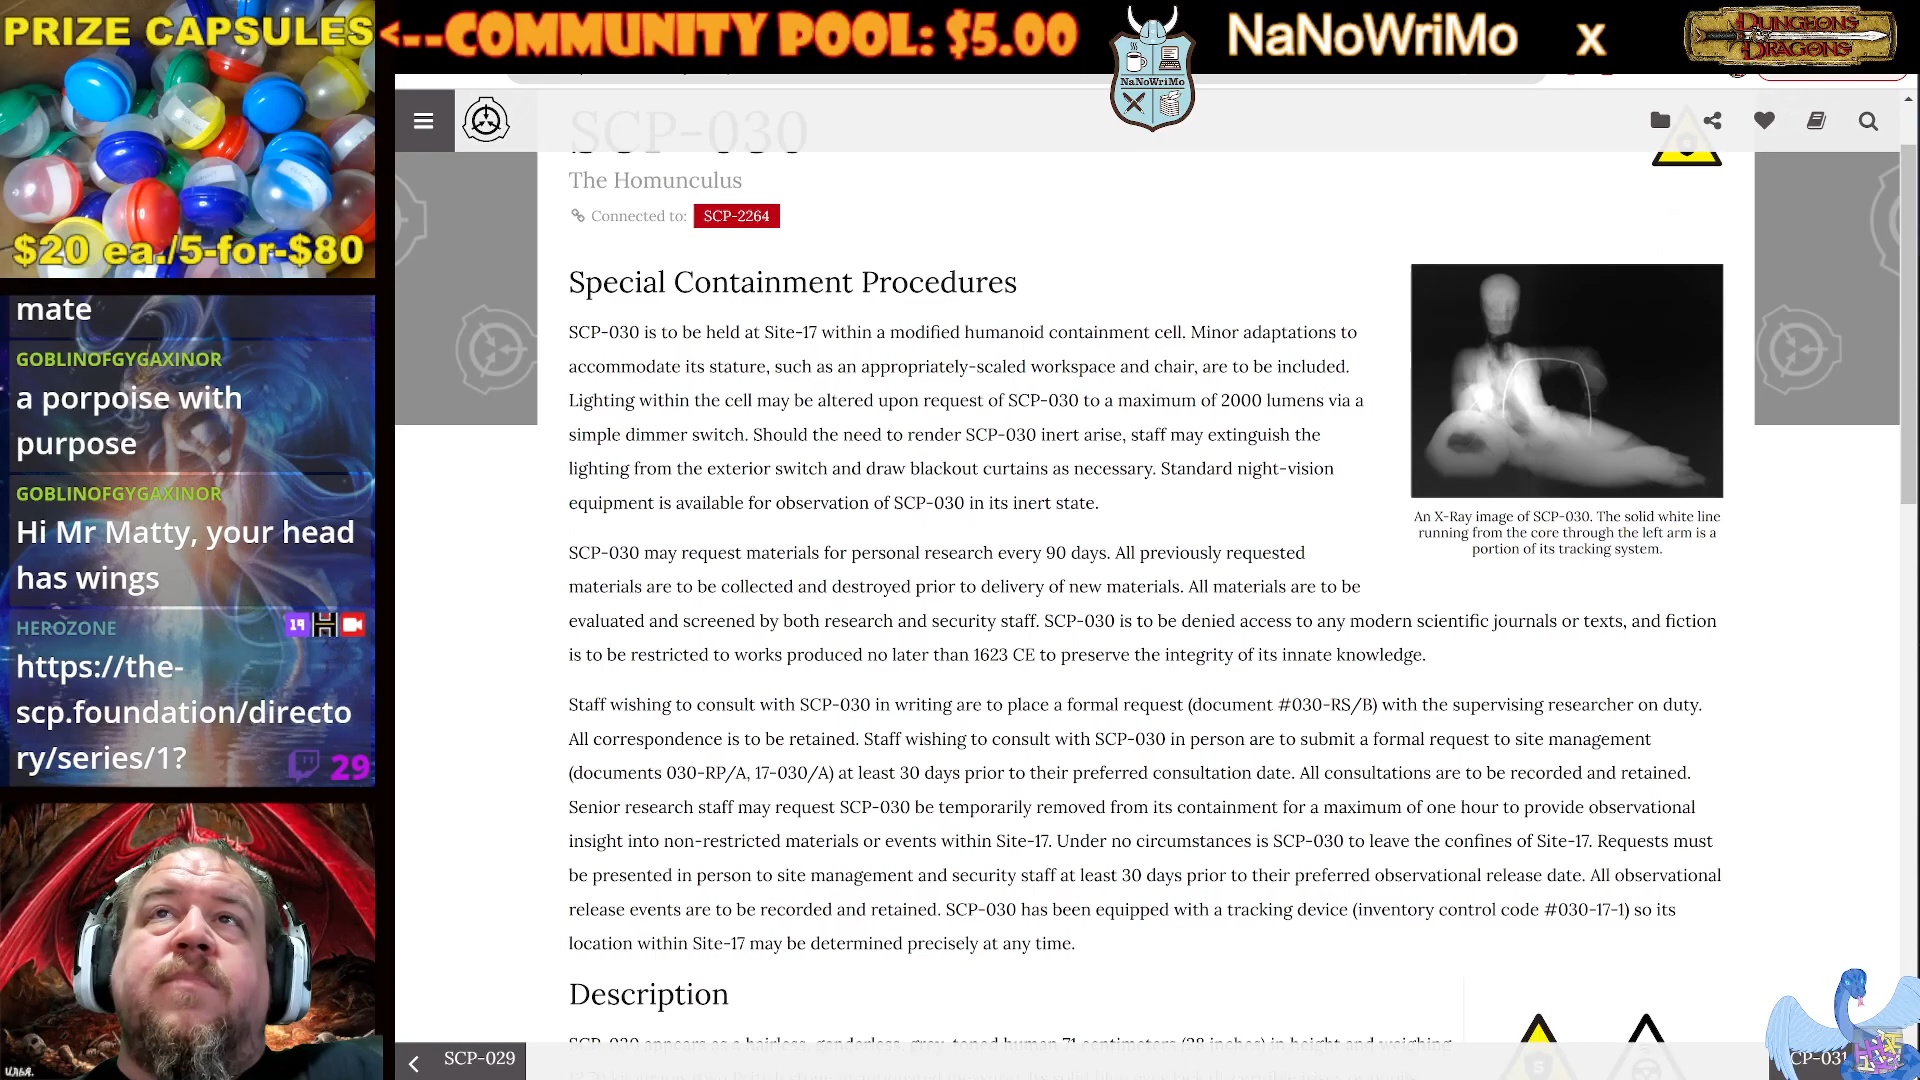 PRIZE CAPSULES
$20 ea./5-for-$80
<--COMMUNITY POOL: $5.00
NaNoWriMo
NaNoWriMo x
DUNGEONS & DRAGONS
mate
GOBLINOFGYGAXINOR
a porpoise with
purpose
GOBLINOFGYGAXINOR
Hi Mr Matty, your head
has wings
HEROZONE
19
https://the-
scp.foundation/directo
ry/series/1?
29
SCP-030
The Homunculus
Connected to: SCP-2264
Special Containment Procedures
SCP-030 is to be held at Site-17 within a modified humanoid containment cell. Minor adaptations to
accommodate its stature, such as an appropriately-scaled workspace and chair, are to be included.
Lighting within the cell may be altered upon request of SCP-030 to a maximum of 2000 lumens via a
simple dimmer switch. Should the need to render SCP-030 inert arise, staff may extinguish the
lighting from the exterior switch and draw blackout curtains as necessary. Standard night-vision
equipment is available for observation of SCP-030 in its inert state.
An X-Ray image of SCP-030. The solid white line
running from the core through the left arm is a
portion of its tracking system.
SCP-030 may request materials for personal research every 90 days. All previously requested
materials are to be collected and destroyed prior to delivery of new materials. All materials are to be
evaluated and screened by both research and security staff. SCP-030 is to be denied access to any modern scientific journals or texts, and fiction
is to be restricted to works produced no later than 1623 CE to preserve the integrity of its innate knowledge.
Staff wishing to consult with SCP-030 in writing are to place a formal request (document #030-RS/B) with the supervising researcher on duty.
All correspondence is to be retained. Staff wishing to consult with SCP-030 in person are to submit a formal request to site management
(documents 030-RP/A, 17-030/A) at least 30 days prior to their preferred consultation date. All consultations are to be recorded and retained.
Senior research staff may request SCP-030 be temporarily removed from its containment for a maximum of one hour to provide observational
insight into non-restricted materials or events within Site-17. Under no circumstances is SCP-030 to leave the confines of Site-17. Requests must
be presented in person to site management and security staff at least 30 days prior to their preferred observational release date. All observational
release events are to be recorded and retained. SCP-030 has been equipped with a tracking device (inventory control code #030-17-1) so its
location within Site-17 may be determined precisely at any time.
Description
SCP-030 appears as a hairless, genderless, gray-toned human 71 centimeters (28 inches) in height and weighing
SCP-029
CP-031